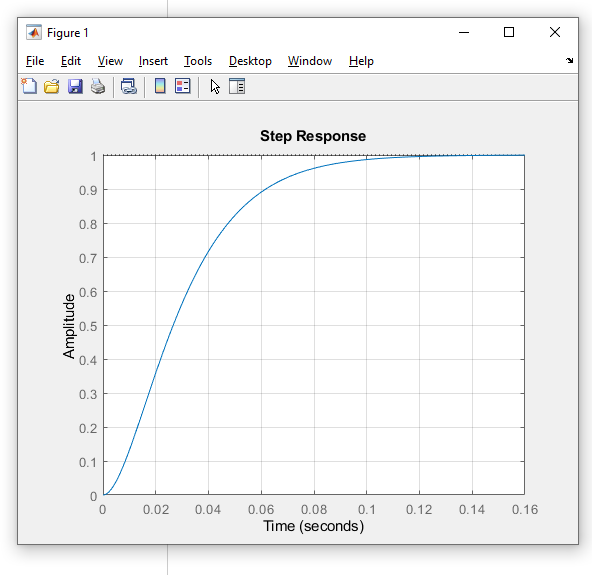 Figure 1
File Edit View Insert Tools Desktop Window Help
Step Response
1
0.9
0.8
0.7
0.6
0.5
0.4
0.3
0.2
0.1
0
Amplitude
0 0.02 0.04 0.06 0.08 0.1 0.12 0.14 0.16
Time (seconds)